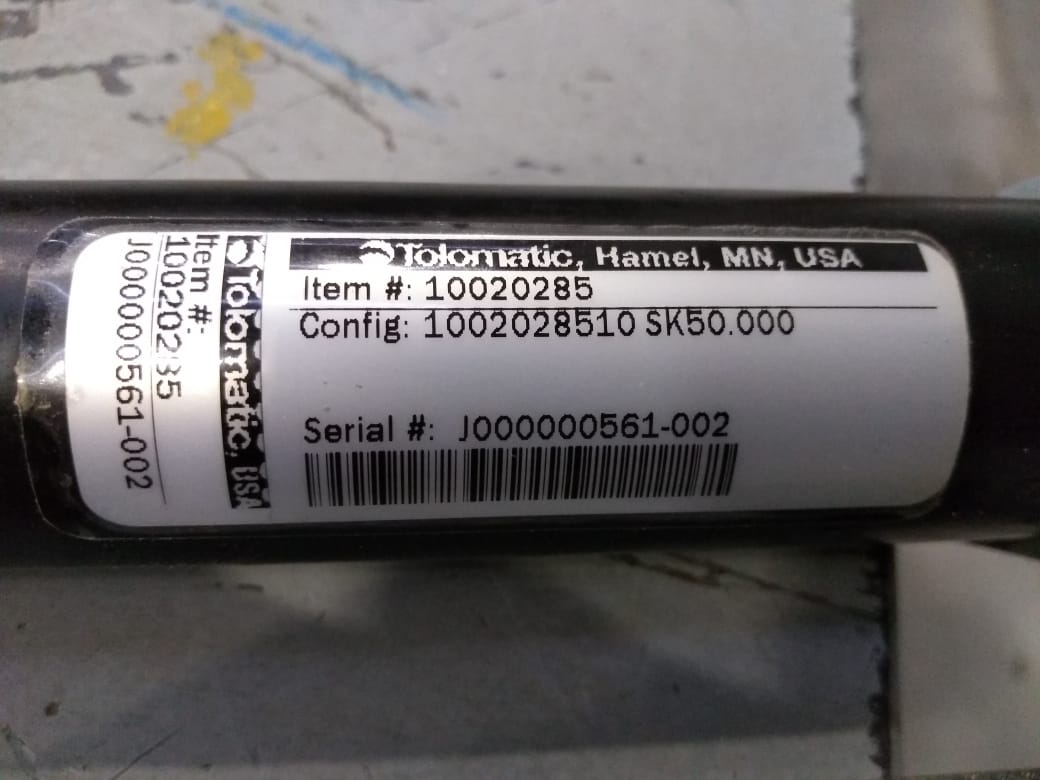 Tolomatic, Hamel, MN, USA
Item #: 10020285
Config: 1002028510 SK50.000
Serial #: J000000561-002
Tolomatic, USA
Item #:
10020285
J000000561-002